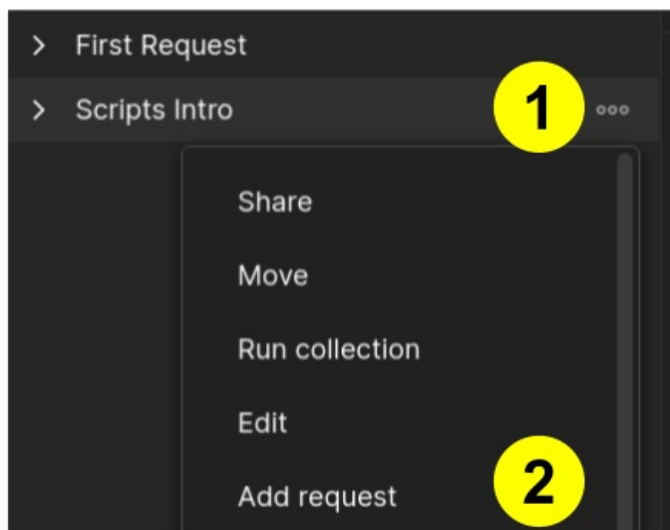 First Request
Scripts Intro 1
Share
Move
Run collection
Edit
Add request 2